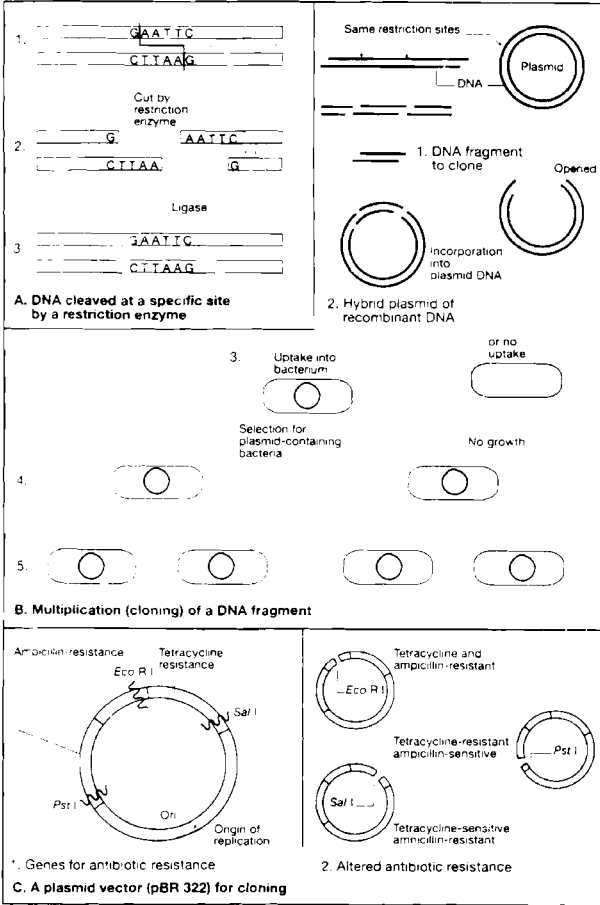 1.
GAATTC
CTTAAG
Cut by
restriction
enzyme
2.
G AATTC
CTTAA G
Ligase
3
GAATTC
CTTAAG
A. DNA cleaved at a specific site
by a restriction enzyme
Same restriction sites
Plasmid
DNA
1. DNA fragment
to clone
Opened
Incorporation
into
plasmid DNA
2. Hybrid plasmid of
recombinant DNA
3. Uptake into
bacterium
or no
uptake
Selection for
plasmid-containing
bacteria
No growth
4.
5.
B. Multiplication (cloning) of a DNA fragment
Ampicillin-resistance
Tetracycline
resistance
Eco R I
Sal I
Pst I
Ori
Origin of
replication
1. Genes for antibiotic resistance
Tetracycline and
ampicillin-resistant
Eco R I
Tetracycline-resistant
ampicillin-sensitive
Pst I
Sal I
Tetracycline-sensitive
ampicillin-resistant
2. Altered antibiotic resistance
C. A plasmid vector (pBR 322) for cloning